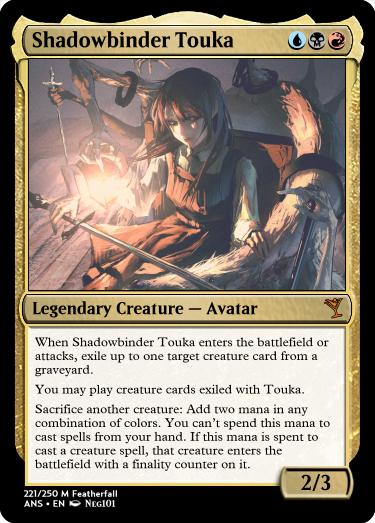 Shadowbinder Touka
Legendary Creature — Avatar
When Shadowbinder Touka enters the battlefield or
attacks, exile up to one target creature card from a
graveyard.
You may play creature cards exiled with Touka.
Sacrifice another creature: Add two mana in any
combination of colors. You can't spend this mana to
cast spells from your hand. If this mana is spent to
cast a creature spell, that creature enters the
battlefield with a finality counter on it.
2/3
221/250 M Featherfall
ANS • EN Neg101